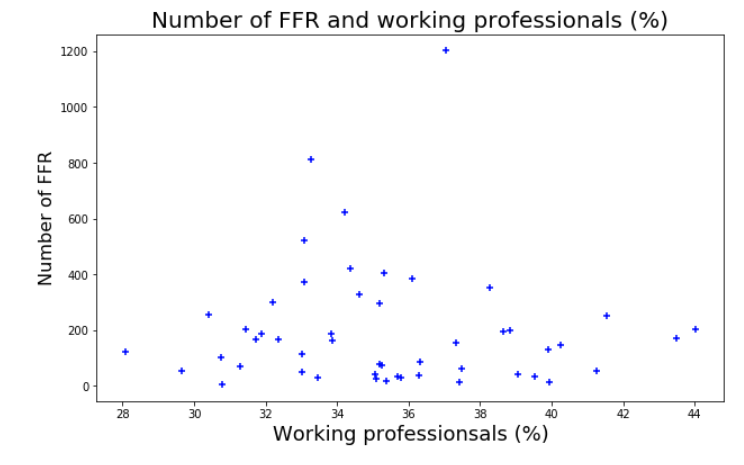 Number of FFR and working professionals (%)
1200
1000
800
600
400
200
0
Number of FFR
28 30 32 34 36 38 40 42 44
Working professionsals (%)